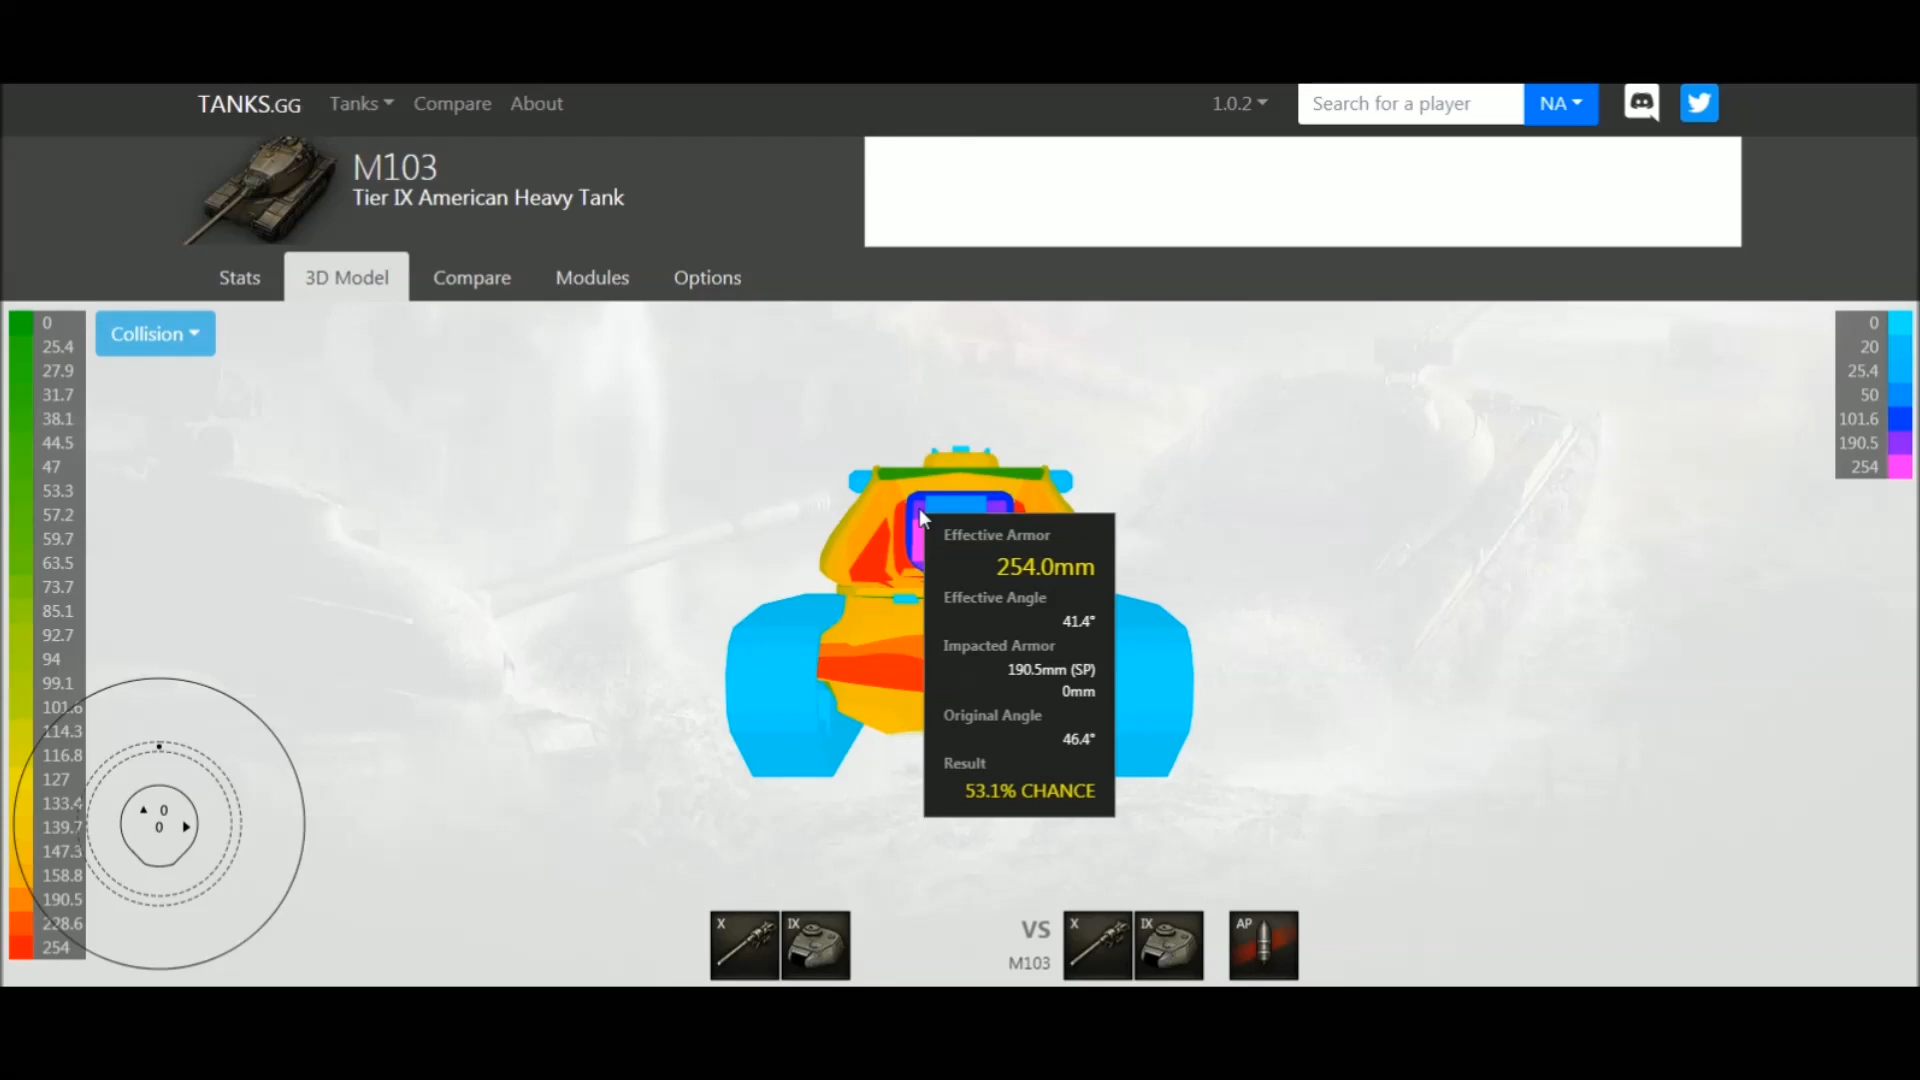 TANKS.GG Tanks Compare About 1.0.2 Search for a player NA
M103
Tier IX American Heavy Tank
Stats 3D Model Compare Modules Options
Collision
0
25.4
27.9
31.7
38.1
44.5
47
53.3
57.2
59.7
63.5
73.7
85.1
92.7
94
99.1
101.6
114.3
116.8
127
133.4
139.7
147.3
158.8
190.5
228.6
254
0
20
25.4
50
101.6
190.5
254
Effective Armor
254.0mm
Effective Angle
41.4°
Impacted Armor
190.5mm (SP)
0mm
Original Angle
46.4°
Result
53.1% CHANCE
0
0
X IX
VS
M103
X IX AP